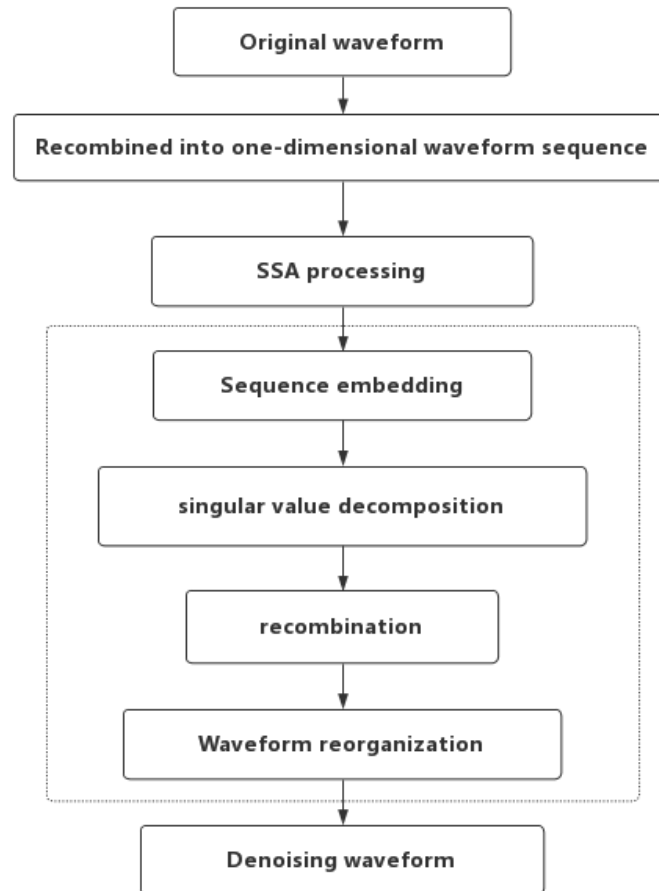 Original waveform
Recombined into one-dimensional waveform sequence
SSA processing
Sequence embedding
singular value decomposition
recombination
Waveform reorganization
Denoising waveform